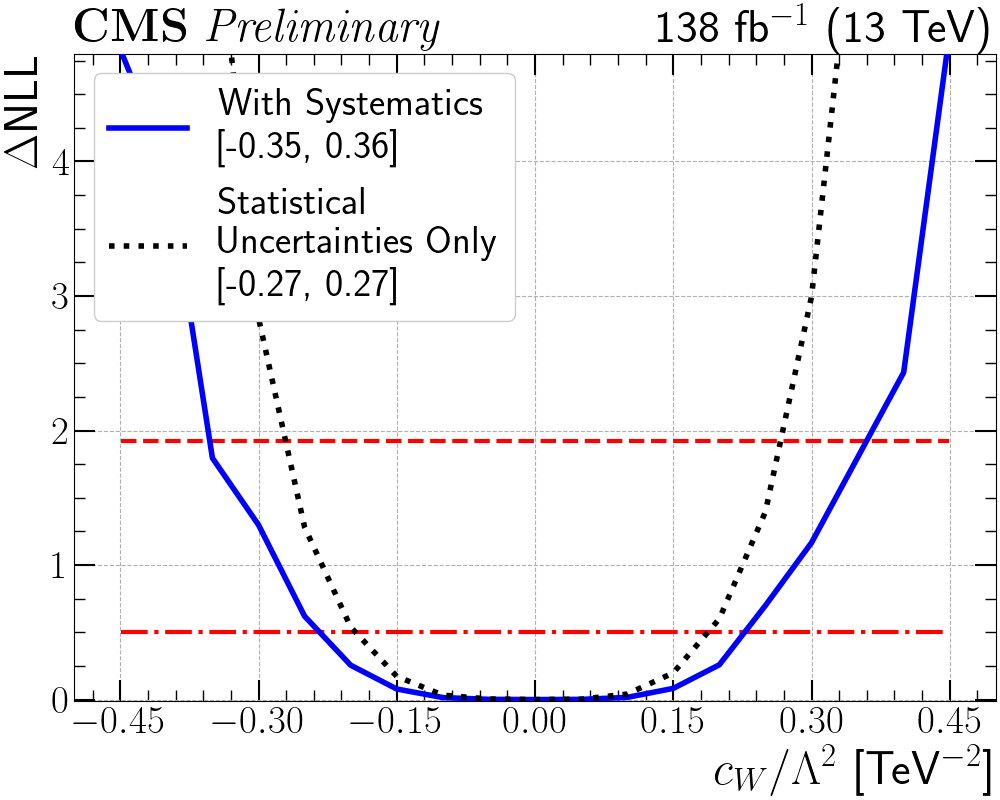 CMS Preliminary 138 fb⁻¹ (13 TeV)
ΔNLL
With Systematics
[-0.35, 0.36]
Statistical
Uncertainties Only
[-0.27, 0.27]
4
3
2
1
0
−0.45 −0.30 −0.15 0.00 0.15 0.30 0.45
c_W/Λ² [TeV⁻²]